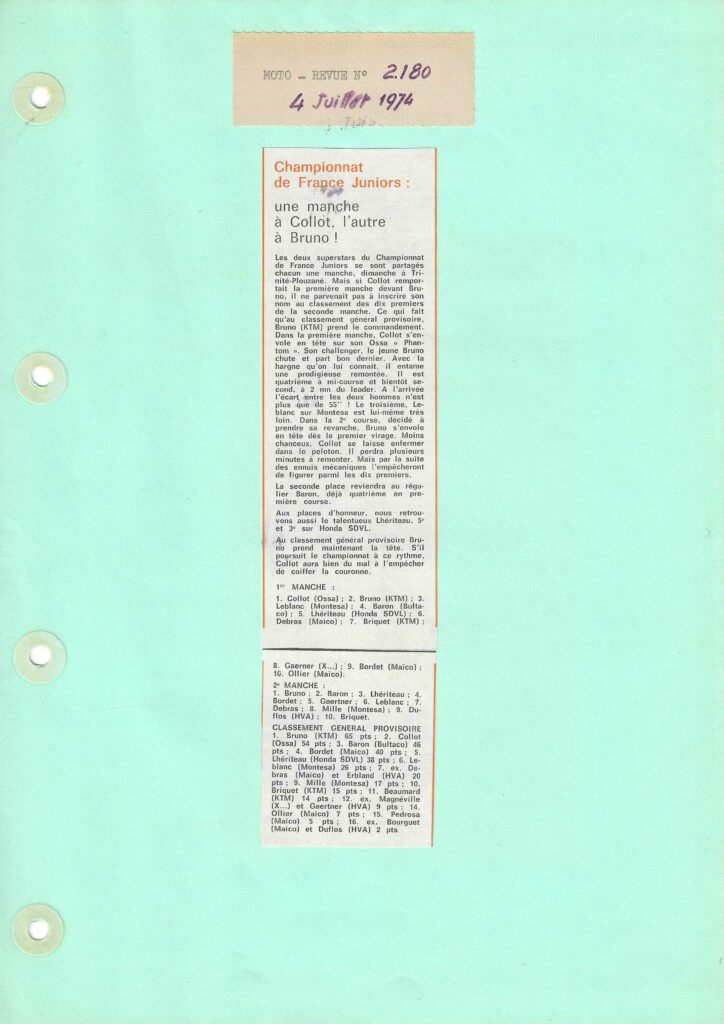 MOTO - REVUE N° 2.180
4 Juillet 1974
Championnat
de France Juniors :
une manche
à Collot, l'autre
à Bruno !
Les deux superstars du Championnat
de France Juniors se sont partagés
chacun une manche, dimanche à Tri-
nité-Plouzané. Mais si Collot rempor-
tait la première manche devant Bru-
no, il ne parvenait pas à inscrire son
nom au classement des dix premiers
de la seconde manche. Ce qui fait
qu'au classement général provisoire,
Bruno (KTM) prend le commandement.
Dans la première manche, Collot s'en-
vole en tête sur son Ossa « Phan-
tom ». Son challenger, le jeune Bruno
chute et part bon dernier. Avec la
hargne qu'on lui connait, il entame
une prodigieuse remontée. Il est
quatrième à mi-course et bientôt se-
cond, à 2 mn du leader. A l'arrivée
l'écart entre les deux hommes n'est
plus que de 55'' ! Le troisième, Le-
blanc sur Montesa est lui-même très
loin. Dans la 2e course, décidé à
prendre sa revanche. Bruno s'envole
en tête dès le premier virage. Moins
chanceux, Collot se laisse enfermer
dans le peloton. Il perdra plusieurs
minutes à remonter. Mais par la suite
des ennuis mécaniques l'empêcheront
de figurer parmi les dix premiers.
La seconde place reviendra au régu-
lier Baron, déjà quatrième en pre-
mière course.
Aux places d'honneur, nous retrou-
vons aussi le talentueux Lhériteau. 5e
et 3e sur Honda SDVL.
Au classement général provisoire Bru-
no prend maintenant la tête. S'il
poursuit le championnat à ce rythme,
Collot aura bien du mal à l'empêcher
de coiffer la couronne.
1re MANCHE :
1. Collot (Ossa) ; 2. Bruno (KTM) ; 3.
Leblanc (Montesa) ; 4. Baron (Bulta-
co) ; 5. Lhériteau (Honda SDVL) ; 6.
Debras (Maïco) ; 7. Briquet (KTM) ;
8. Gaerner (X...) ; 9. Bordet (Maïco) ;
10. Ollier (Maïco).
2e MANCHE :
1. Bruno ; 2. Baron ; 3. Lhériteau ; 4.
Bordet ; 5. Gaertner ; 6. Leblanc ; 7.
Debras ; 8. Mille (Montesa) ; 9. Du-
flos (HVA) ; 10. Briquet.
CLASSEMENT GENERAL PROVISOIRE
1. Bruno (KTM) 65 pts ; 2. Collot
(Ossa) 54 pts ; 3. Baron (Bultaco) 46
pts ; 4. Bordet (Maïco) 40 pts ; 5.
Lhériteau (Honda SDVL) 38 pts ; 6. Le-
blanc (Montesa) 26 pts ; 7. ex. De-
bras (Maïco) et Erbland (HVA) 20
pts ; 9. Mille (Montesa) 17 pts ; 10.
Briquet (KTM) 15 pts ; 11. Beaumard
(KTM) 14 pts ; 12. ex. Magnéville
(X...) et Gaertner (HVA) 9 pts ; 14.
Ollier (Maïco) 7 pts ; 15. Pedrosa
(Maïco) 5 pts ; 16. ex. Bourguet
(Maïco) et Duflos (HVA) 2 pts